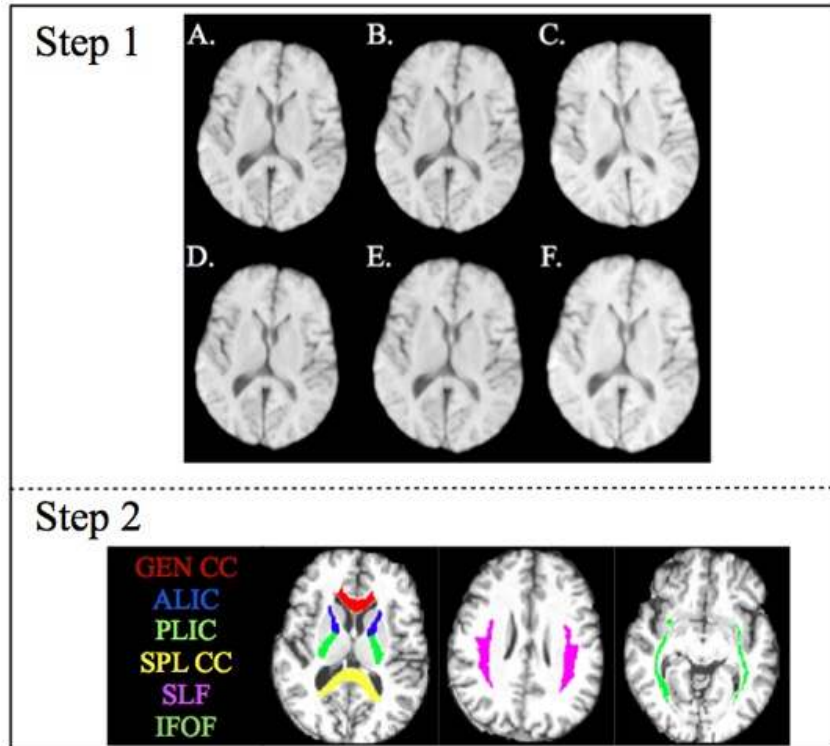 Step 1
A. B. C.
D. E. F.
Step 2
GEN CC
ALIC
PLIC
SPL CC
SLF
IFOF